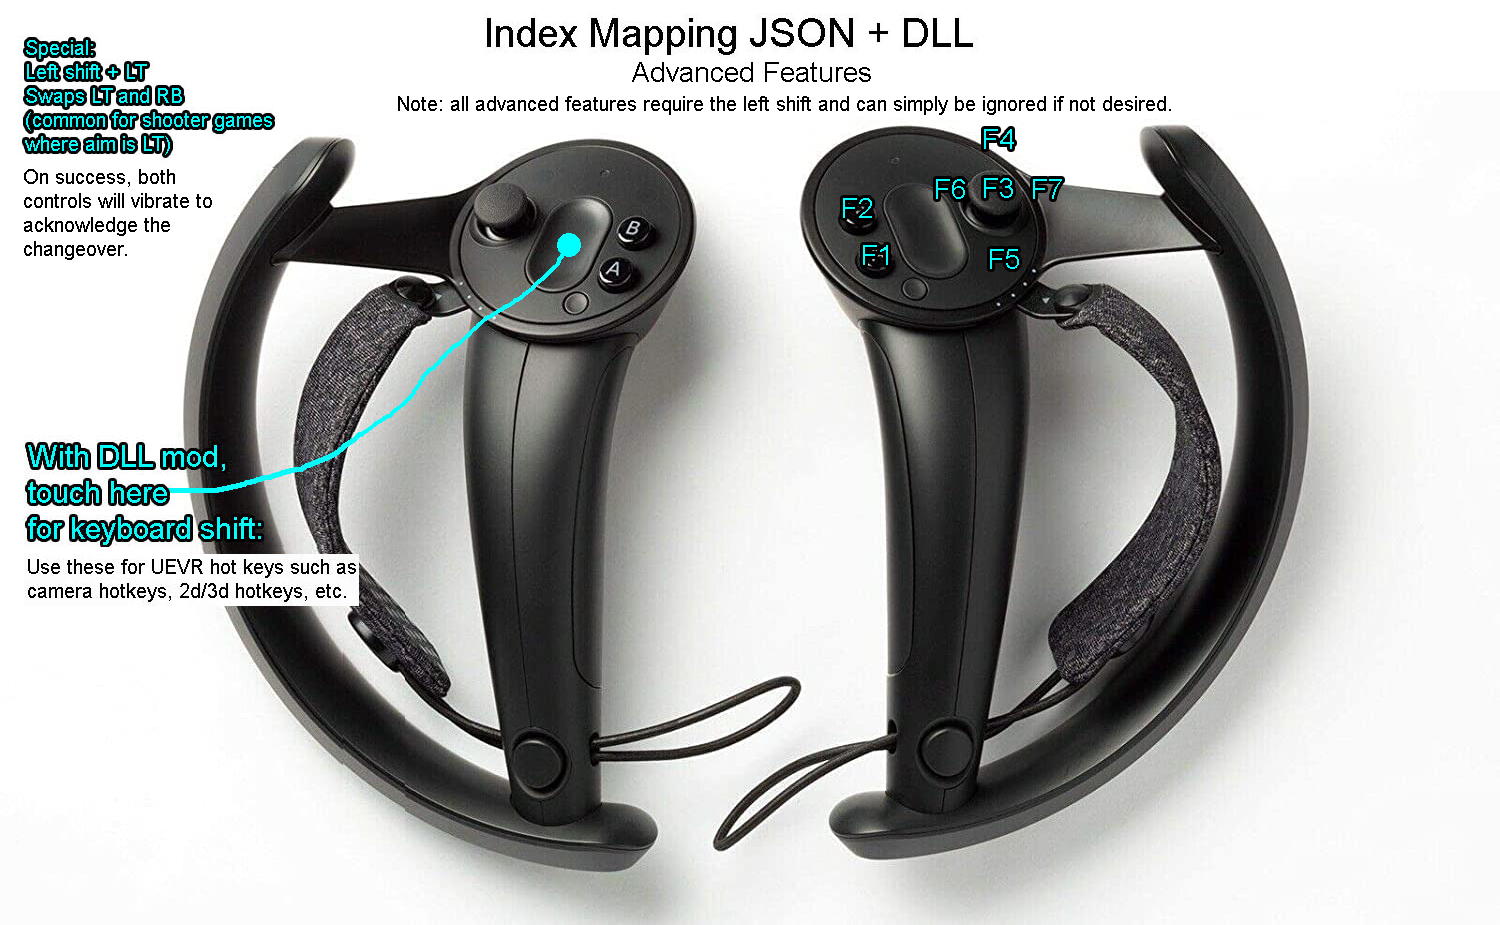 Index Mapping JSON + DLL
Advanced Features
Note: all advanced features require the left shift and can simply be ignored if not desired.
Special:
Left shift + LT
Swaps LT and RB
(common for shooter games
where aim is LT)
On success, both
controls will vibrate to
acknowledge the
changeover.
B
A
F4
F6 F3 F7
F2
F1
F5
With DLL mod,
touch here
for keyboard shift:
Use these for UEVR hot keys such as
camera hotkeys, 2d/3d hotkeys, etc.